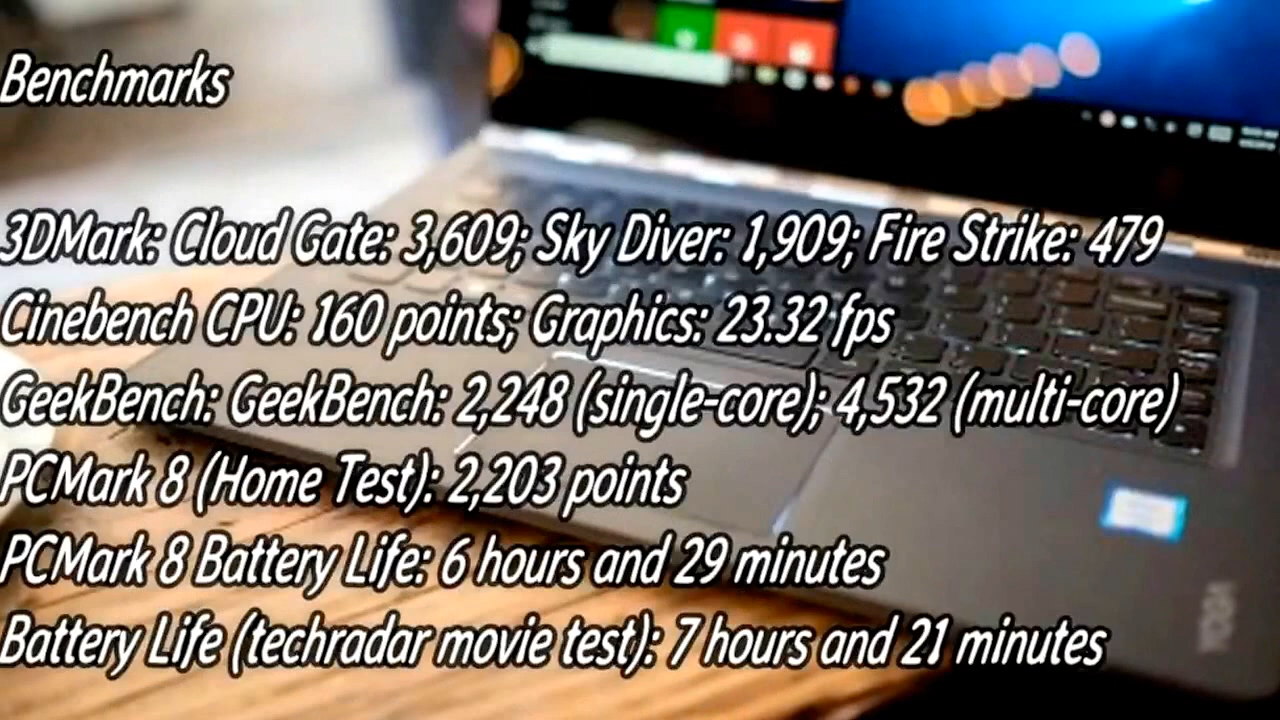 Benchmarks
3DMark: Cloud Gate: 3,609; Sky Diver: 1,909; Fire Strike: 479
Cinebench CPU: 160 points; Graphics: 23.32 fps
GeekBench: GeekBench: 2,248 (single-core); 4,532 (multi-core)
PCMark 8 (Home Test): 2,203 points
PCMark 8 Battery Life: 6 hours and 29 minutes
Battery Life (techradar movie test): 7 hours and 21 minutes
YOGA